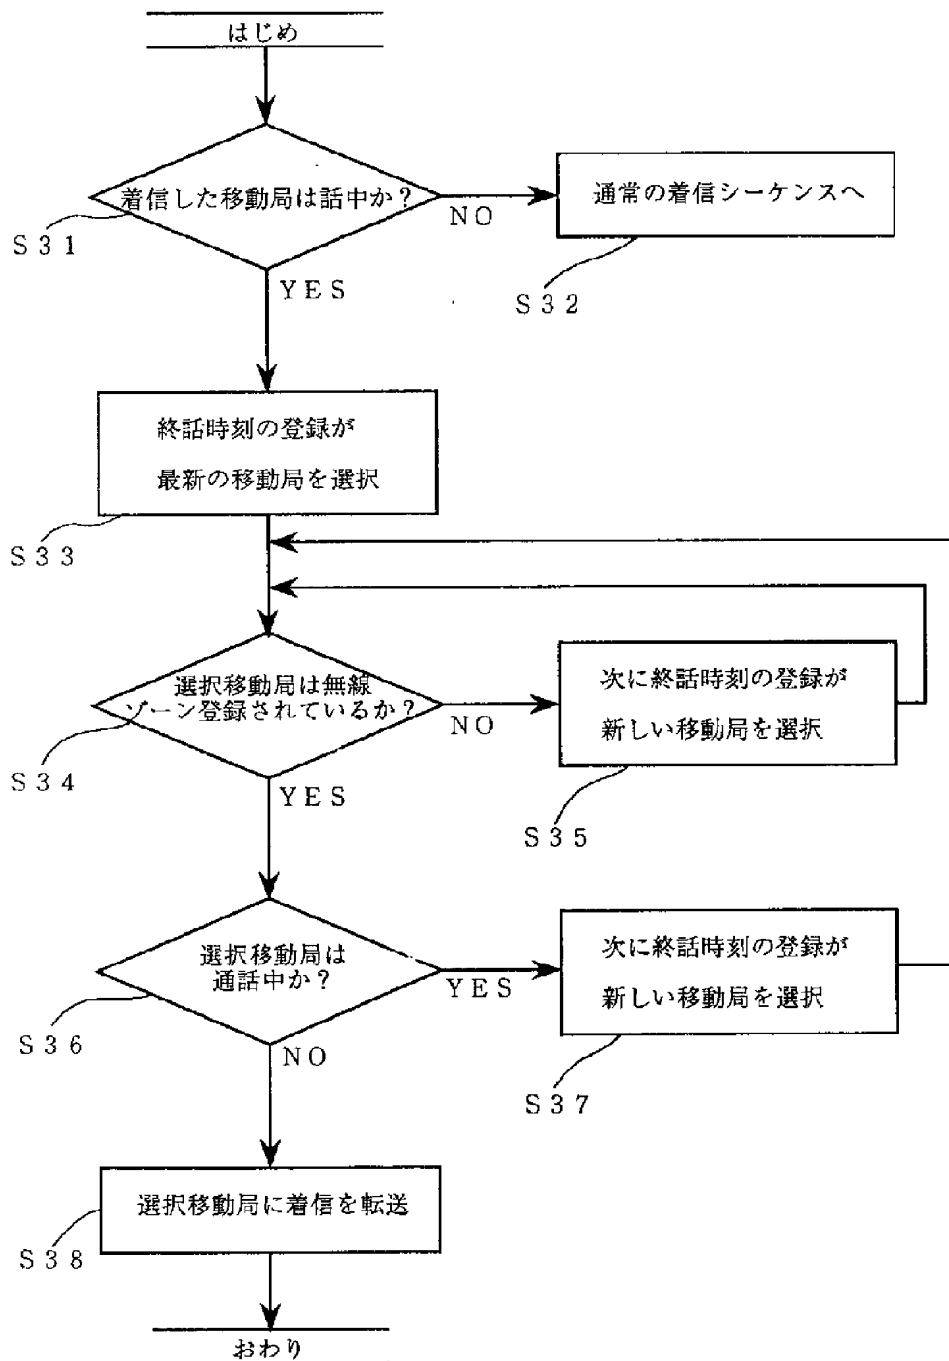 はじめ
着信した移動局は話中か？
NO
通常の着信シーケンスへ
S31
YES
S32
終話時刻の登録が
最新の移動局を選択
S33
選択移動局は無線
ゾーン登録されているか？
NO
次に終話時刻の登録が
新しい移動局を選択
S34
YES
S35
選択移動局は
通話中か？
YES
次に終話時刻の登録が
新しい移動局を選択
S36
NO
S37
選択移動局に着信を転送
S38
おわり